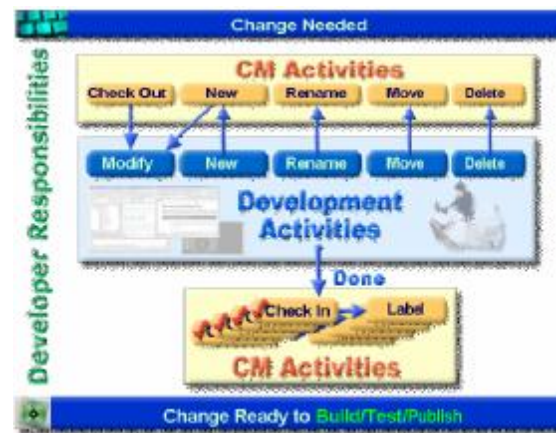 Change Needed
Developer Responsibilities
CM Activities
Check Out New Rename Move Delete
Modify New Rename Move Delete
Development
Activities
Done
Check In Label
CM Activities
Change Ready to Build/Test/Publish